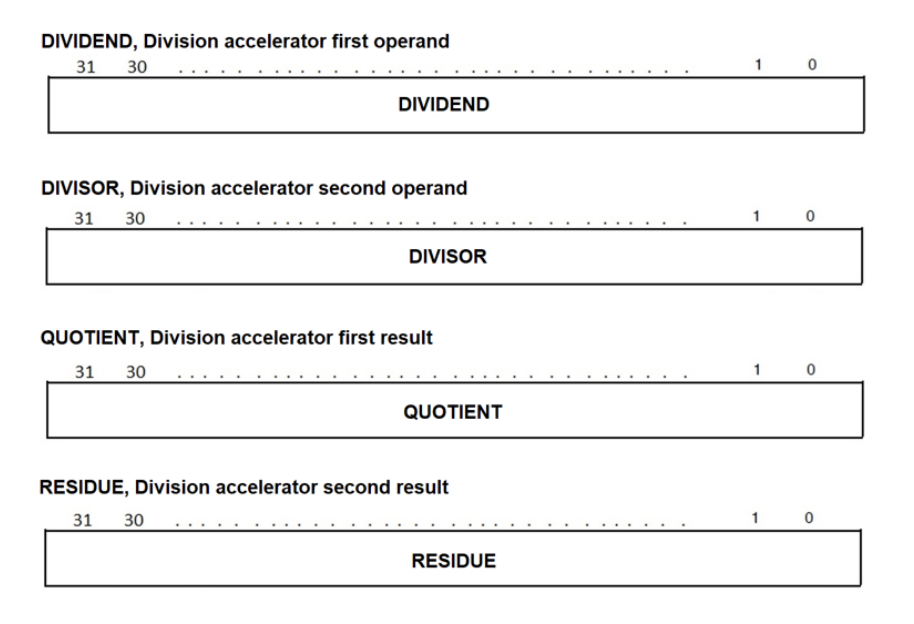 DIVIDEND, Division accelerator first operand
31 30 . . . . . . . . . . . . . . . . . . . . . . . . . . . 1 0
DIVIDEND
DIVISOR, Division accelerator second operand
31 30 . . . . . . . . . . . . . . . . . . . . . . . . . . . 1 0
DIVISOR
QUOTIENT, Division accelerator first result
31 30 . . . . . . . . . . . . . . . . . . . . . . . . . . . 1 0
QUOTIENT
RESIDUE, Division accelerator second result
31 30 . . . . . . . . . . . . . . . . . . . . . . . . . . . 1 0
RESIDUE